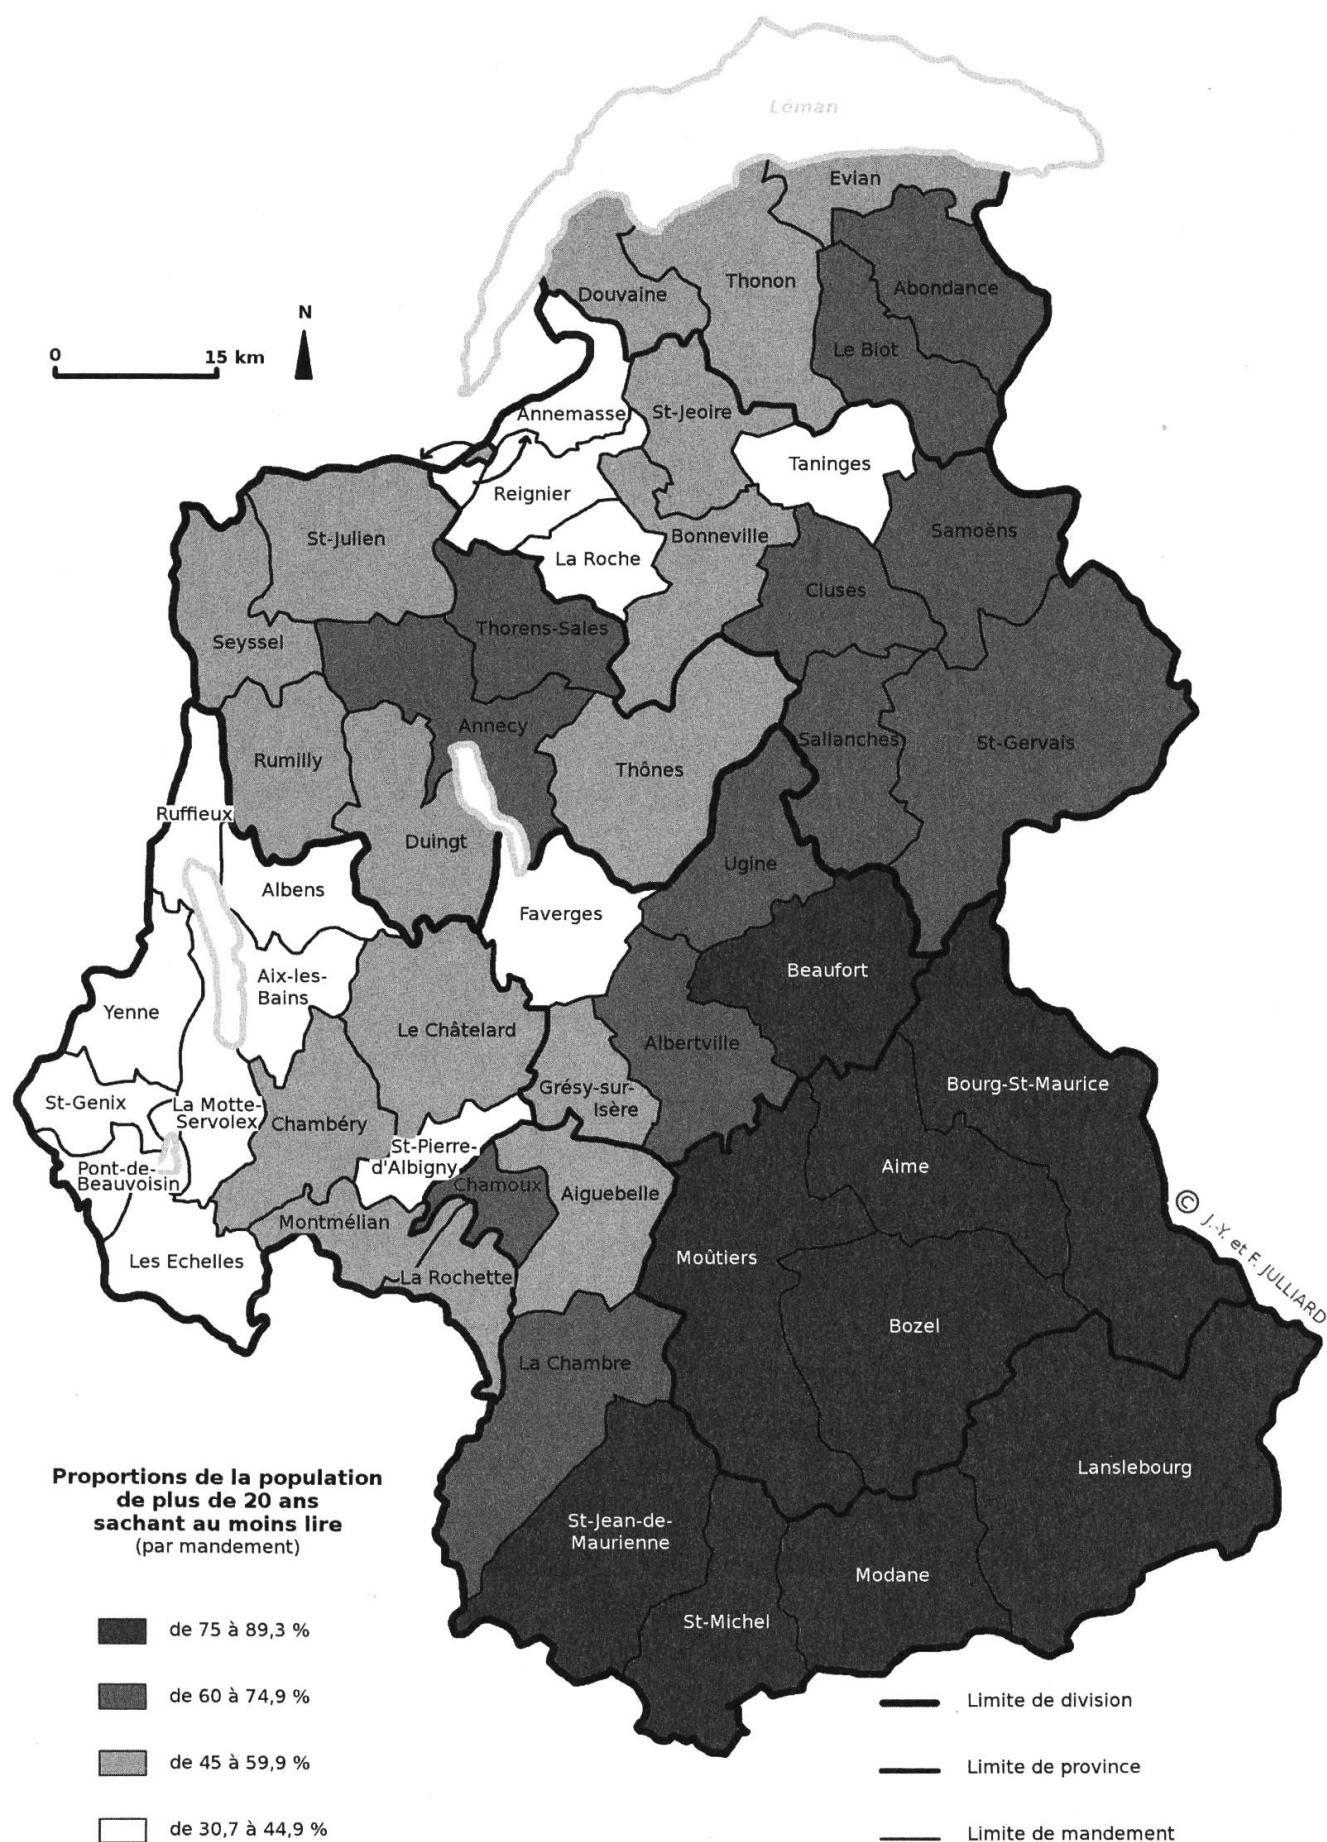 Léman
Evian
Thonon
Douvaine
Abondance
Le Biot
N
0
15 km
Annemasse
St-Jeoire
Taninges
Reignier
St-Julien
Bonneville
Samoëns
La Roche
Cluses
Thorens-Sales
Seyssel
Annecy
Sallanches
St-Gervais
Rumilly
Thônes
Ruffieux
Duingt
Ugine
Albens
Faverges
Beaufort
Aix-les-
Bains
Yenne
Le Châtelard
Albertville
Grésy-sur-
Isère
Bourg-St-Maurice
St-Genix
La Motte-
Servolex
Chambéry
St-Pierre-
d'Albigny
Aime
Pont-de-
Beauvoisin
Chamoux
Aiguebelle
Montmélian
Moûtiers
Les Echelles
La Rochette
© J.-Y. et F. JULLIARD
Bozel
La Chambre
Lanslebourg
St-Jean-de-
Maurienne
Modane
St-Michel
Proportions de la population
de plus de 20 ans
sachant au moins lire
(par mandement)
de 75 à 89,3 %
de 60 à 74,9 %
de 45 à 59,9 %
de 30,7 à 44,9 %
Limite de division
Limite de province
Limite de mandement